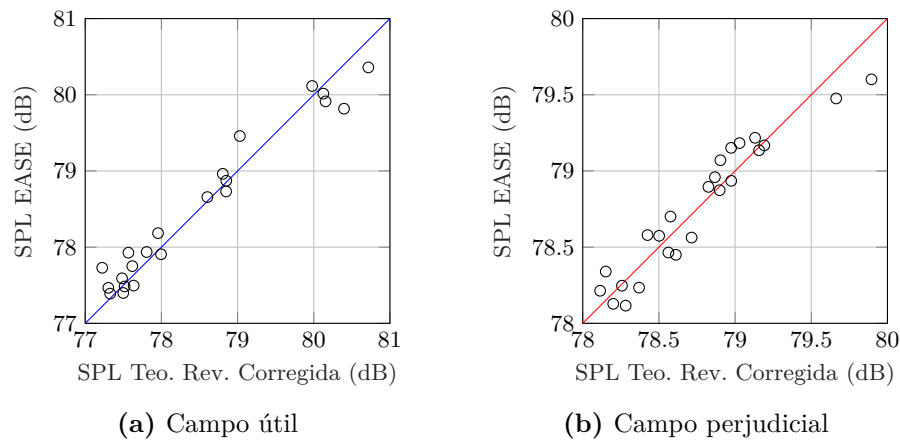 81
80
79
78
77
SPL EASE (dB)
77 78 79 80 81
SPL Teo. Rev. Corregida (dB)
(a) Campo útil
80
79.5
79
78.5
78
SPL EASE (dB)
78 78.5 79 79.5 80
SPL Teo. Rev. Corregida (dB)
(b) Campo perjudicial